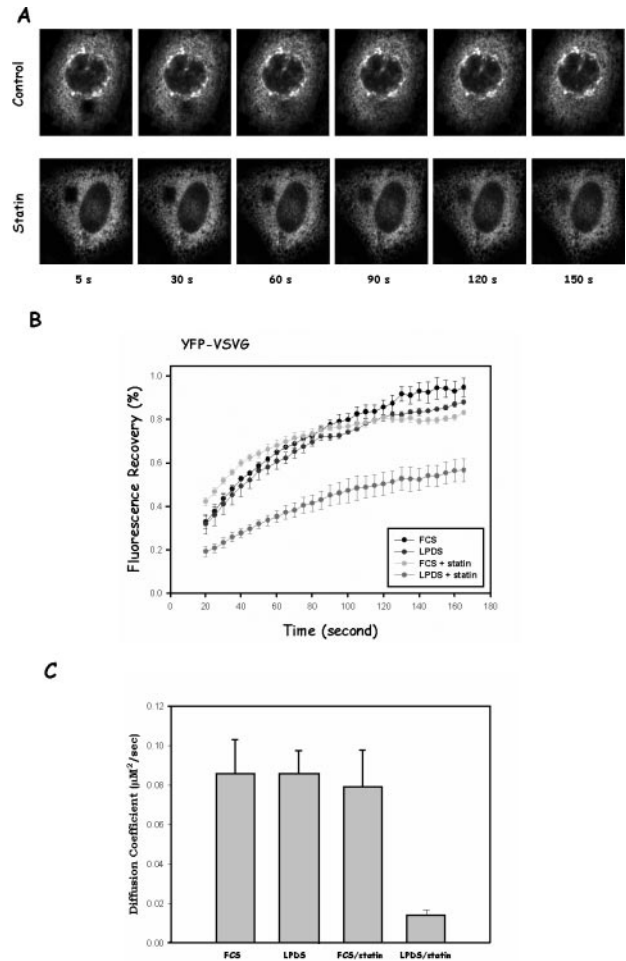 A
Control
Statin
5 s 30 s 60 s 90 s 120 s 150 s
B
YFP-VSVG
Fluorescence Recovery (%)
1.0
0.8
0.6
0.4
0.2
0.0
FCS
LPDS
FCS + statin
LPDS + statin
0 20 40 60 80 100 120 140 160 180
Time (second)
C
Diffusion Coefficient (μM²/sec)
0.12
0.10
0.08
0.06
0.04
0.02
0.00
FCS LPDS FCS/statin LPDS/statin